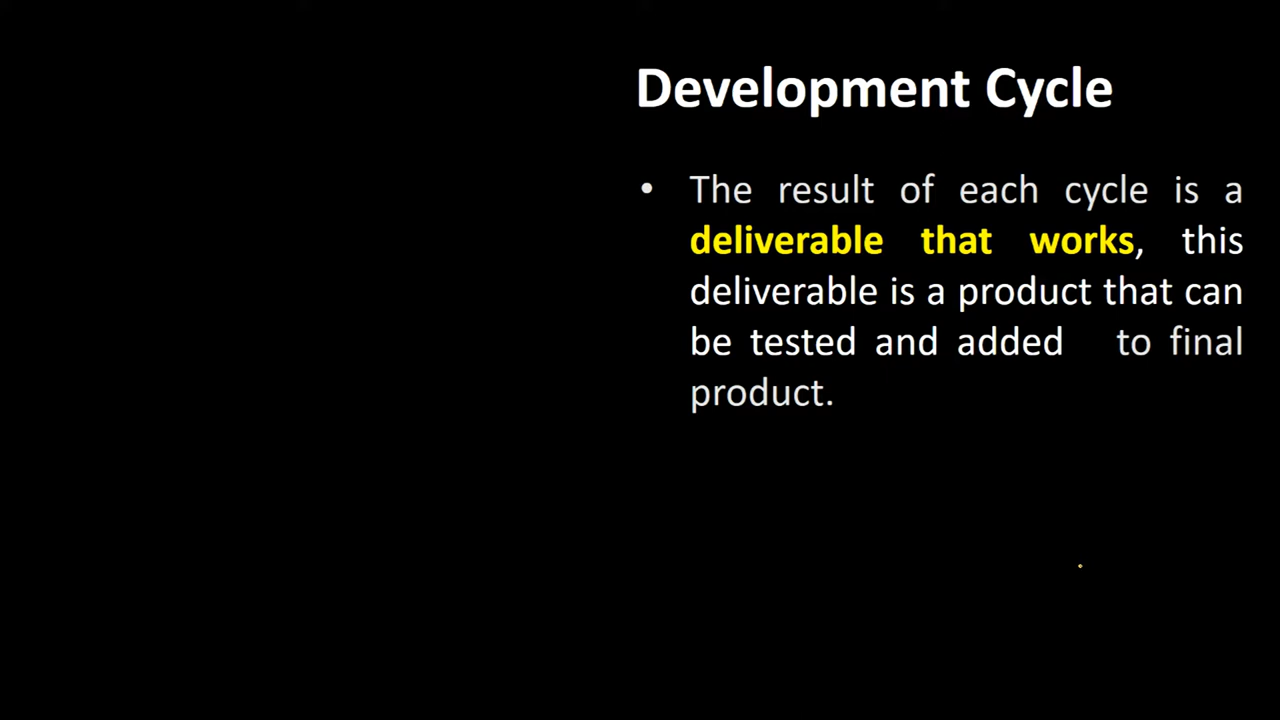 Development Cycle
• The result of each cycle is a
deliverable that works, this
deliverable is a product that can
be tested and added to final
product.